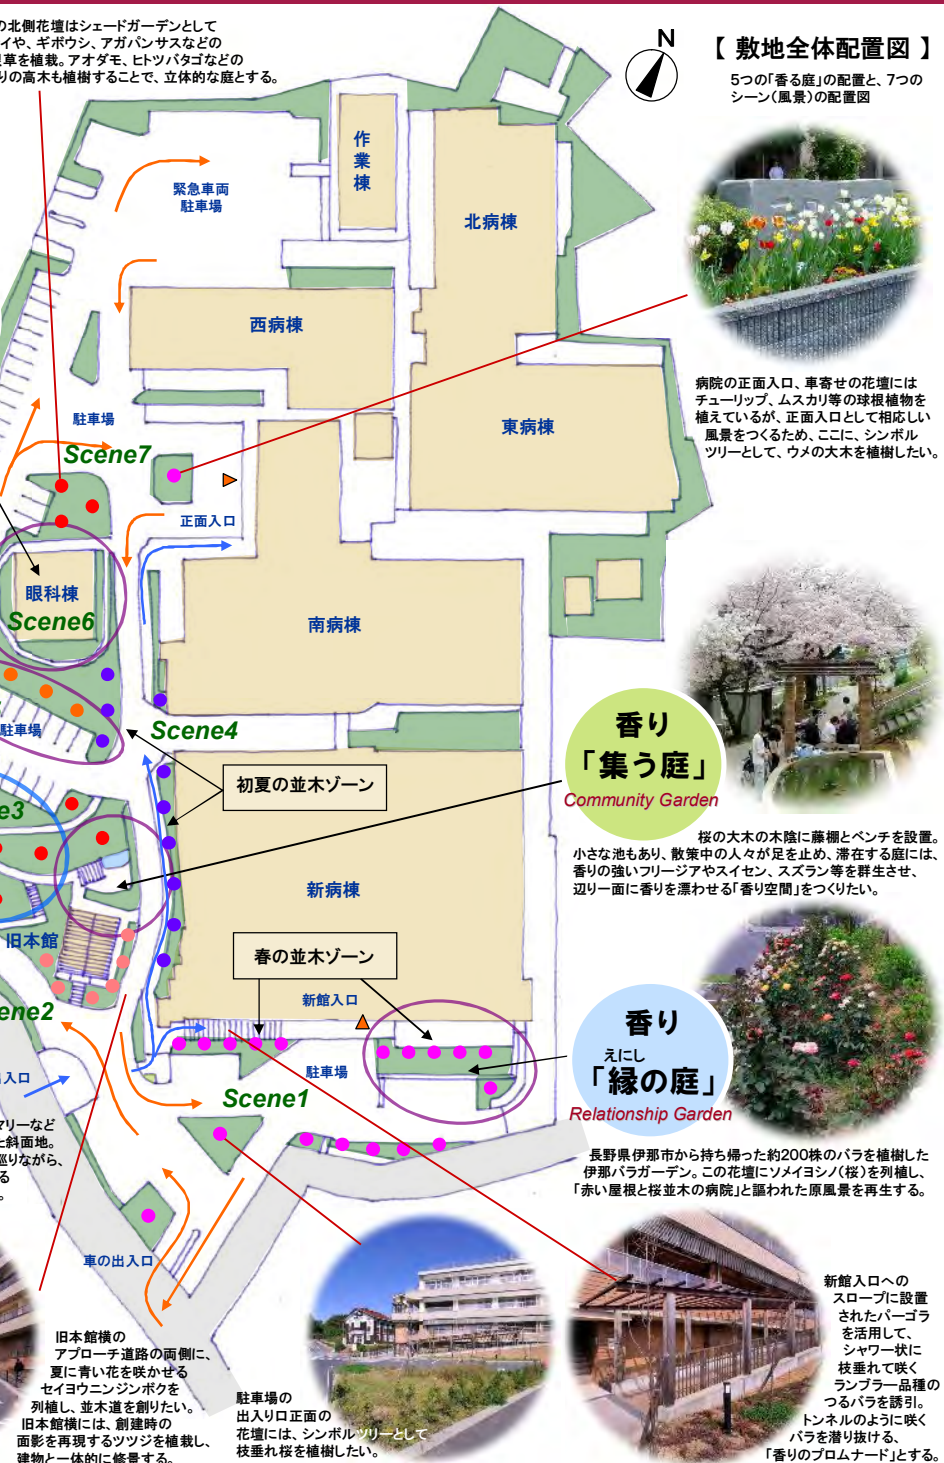 の北側花壇はシェードガーデンとして
イや、ギボウシ、アガパンサスなどの
草を植栽。アオダモ、ヒトツバタゴなどの
りの高木も植樹することで、立体的な庭とする。
N
【 敷地全体配置図 】
5つの「香る庭」の配置と、7つの
シーン(風景)の配置図
作業棟
緊急車両
駐車場
北病棟
西病棟
駐車場
東病棟
病院の正面入口、車寄せの花壇には
チューリップ、ムスカリ等の球根植物を
植えているが、正面入口として相応しい
風景をつくるため、ここに、シンボル
ツリーとして、ウメの大木を植樹したい。
Scene7
正面入口
眼科棟
Scene6
南病棟
駐車場
Scene4
初夏の並木ゾーン
香り
「集う庭」
Community Garden
e3
桜の大木の木陰に藤棚とベンチを設置。
小さな池もあり、散策中の人々が足を止め、滞在する庭には、
香りの強いフリージアやスイセン、スズラン等を群生させ、
辺り一面に香りを漂わせる「香り空間」をつくりたい。
新病棟
旧本館
春の並木ゾーン
新館入口
ene2
香り
えにし
「縁の庭」
Relationship Garden
入口
駐車場
Scene1
マリーなど
た斜面地。
巡りながら、
る
。
長野県伊那市から持ち帰った約200株のバラを植樹した
伊那バラガーデン。この花壇にソメイヨシノ(桜)を列植し、
「赤い屋根と桜並木の病院」と謳われた原風景を再生する。
車の出入口
旧本館横の
アプローチ道路の両側に、
夏に青い花を咲かせる
セイヨウニンジンボクを
列植し、並木道を創りたい。
旧本館横には、創建時の
面影を再現するツツジを植栽し、
建物と一体的に修景する。
駐車場の
出入り口正面の
花壇には、シンボルツリーとして
枝垂れ桜を植樹したい。
新館入口への
スロープに設置
されたパーゴラ
を活用して、
シャワー状に
枝垂れて咲く
ランブラー品種の
つるバラを誘引。
トンネルのように咲く
バラを潜り抜ける、
「香りのプロムナード」とする。